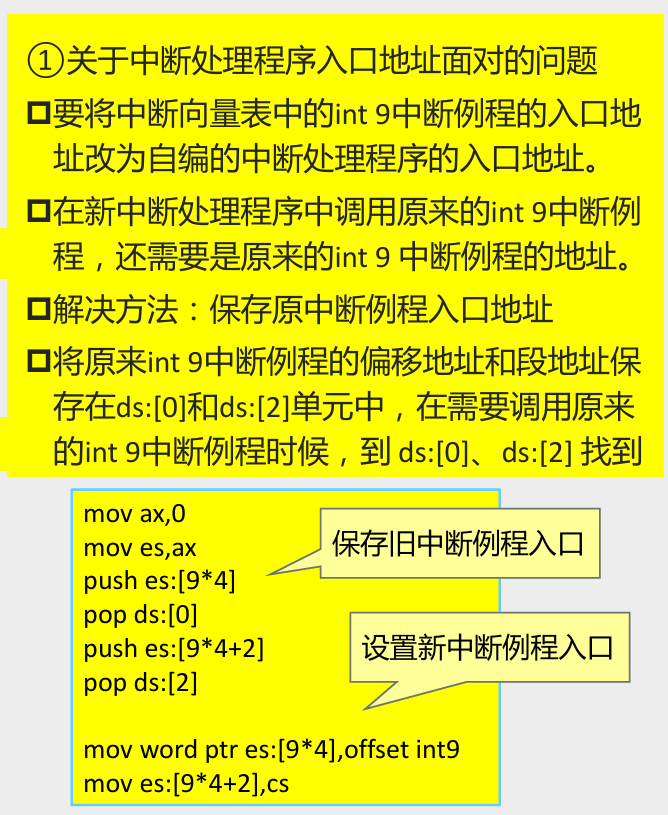 ①关于中断处理程序入口地址面对的问题
要将中断向量表中的int 9中断例程的入口地
址改为自编的中断处理程序的入口地址。
在新中断处理程序中调用原来的int 9中断例
程，还需要是原来的int 9 中断例程的地址。
解决方法：保存原中断例程入口地址
将原来int 9中断例程的偏移地址和段地址保
存在ds:[0]和ds:[2]单元中，在需要调用原来
的int 9中断例程时候，到 ds:[0]、ds:[2] 找到
mov ax,0
mov es,ax
push es:[9*4]
pop ds:[0]
push es:[9*4+2]
pop ds:[2]
保存旧中断例程入口
设置新中断例程入口
mov word ptr es:[9*4],offset int9
mov es:[9*4+2],cs